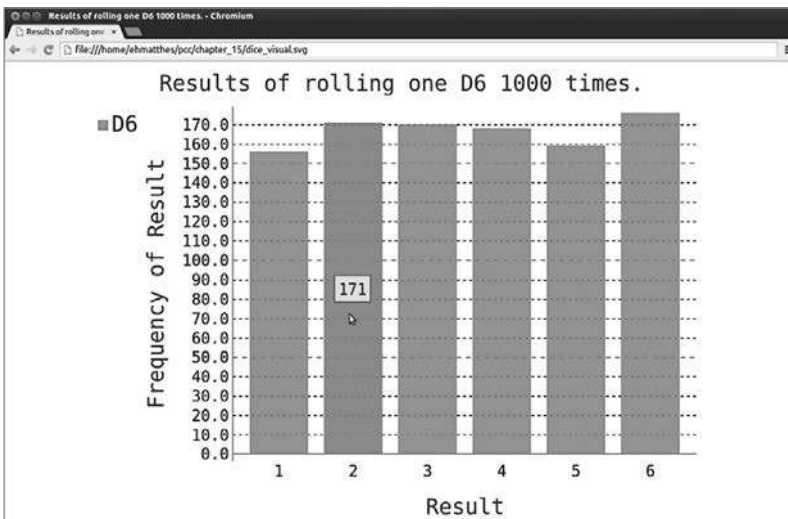 Results of rolling one D6 1000 times. - Chromium
Results of rolling one
file:///home/ehmatthes/pcc/chapter_15/dice_visual.svg
Results of rolling one D6 1000 times.
D6
Frequency of Result
170.0
160.0
150.0
140.0
130.0
120.0
110.0
100.0
90.0
80.0
70.0
60.0
50.0
40.0
30.0
20.0
10.0
0.0
171
1 2 3 4 5 6
Result